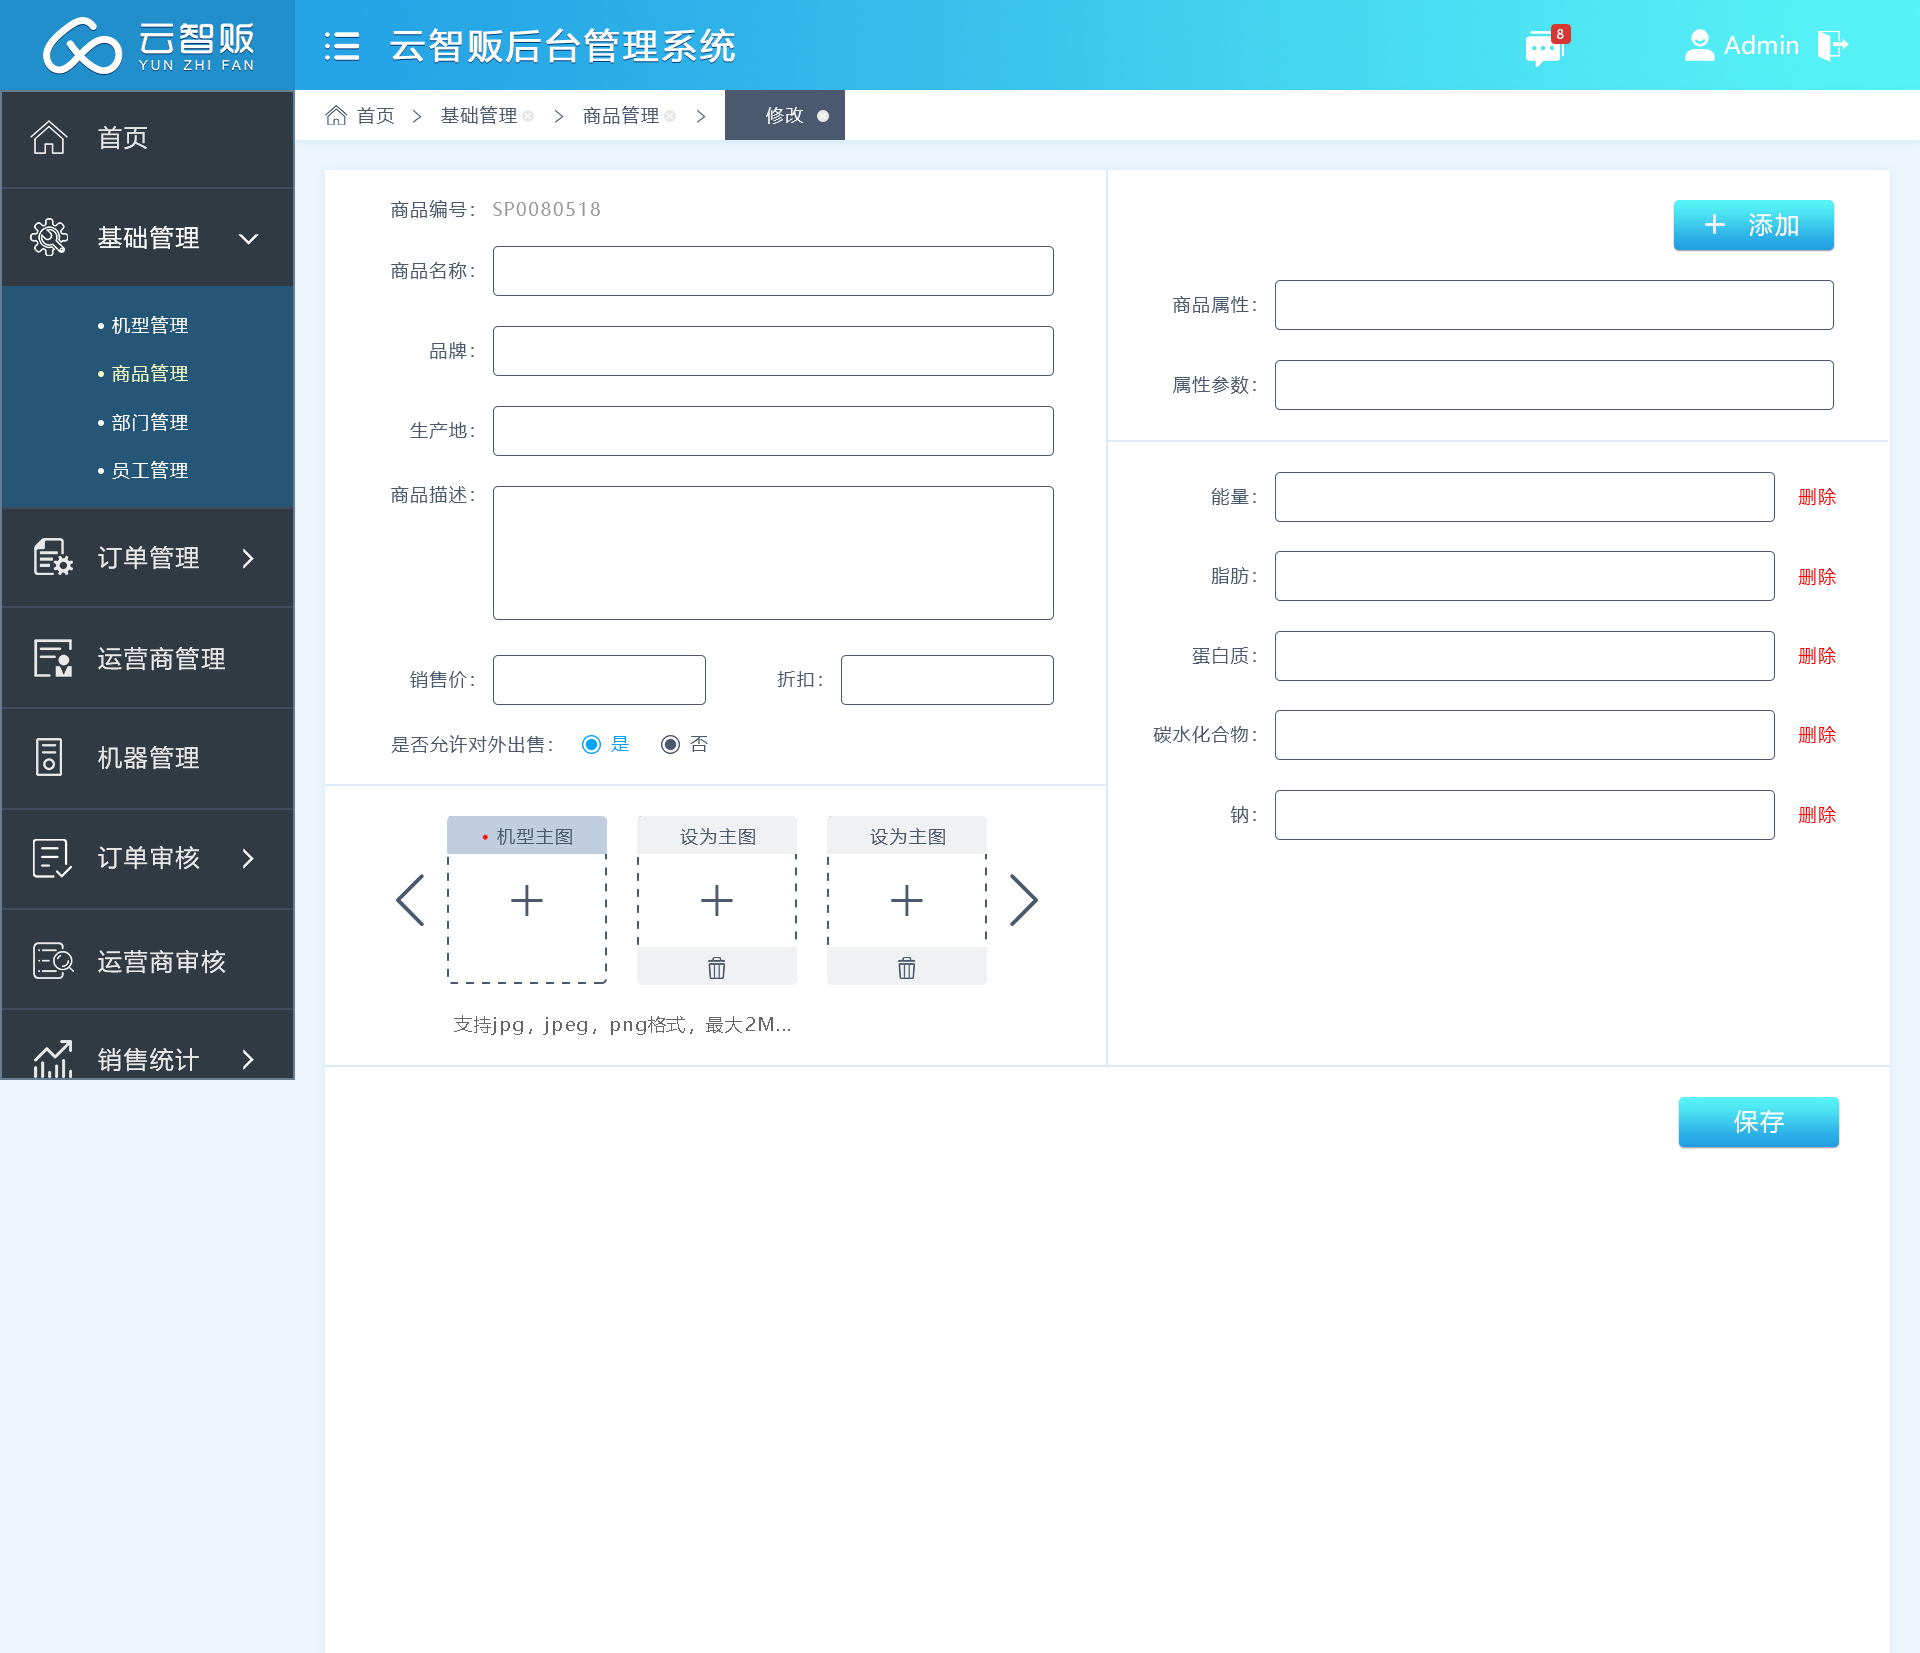 云智贩
YUN ZHI FAN
云智贩后台管理系统
8
Admin
首页
基础管理
机型管理
商品管理
部门管理
员工管理
订单管理
运营商管理
机器管理
订单审核
运营商审核
销售统计
首页 > 基础管理 > 商品管理 > 修改
商品编号： SP0080518
商品名称：
品牌：
生产地：
商品描述：
销售价： 折扣：
是否允许对外出售： 是 否
机型主图 设为主图 设为主图
支持jpg，jpeg，png格式，最大2M...
添加
商品属性：
属性参数：
能量： 删除
脂肪： 删除
蛋白质： 删除
碳水化合物： 删除
钠： 删除
保存